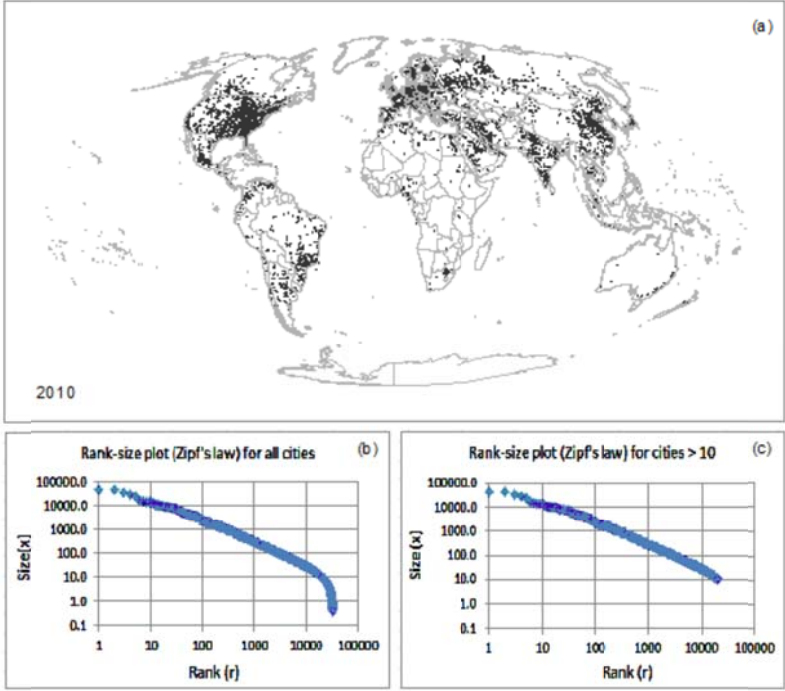 (a)
2010
Rank-size plot (Zipf's law) for all cities
(b)
100000.0
10000.0
1000.0
100.0
10.0
1.0
0.1
Size(x)
1 10 100 1000 10000 100000
Rank (r)
Rank-size plot (Zipf's law) for cities > 10
(c)
100000.0
10000.0
1000.0
100.0
10.0
1.0
0.1
Size (x)
1 10 100 1000 10000 100000
Rank (r)